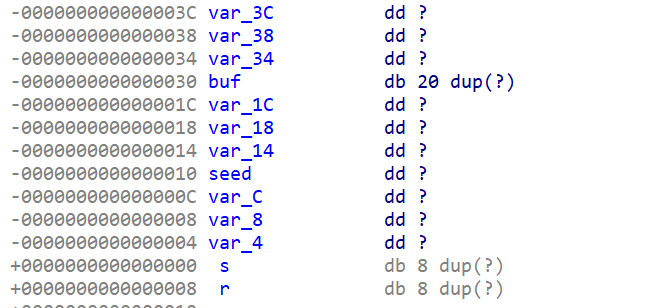 -000000000000003C var_3C dd ?
-0000000000000038 var_38 dd ?
-0000000000000034 var_34 dd ?
-0000000000000030 buf db 20 dup(?)
-000000000000001C var_1C dd ?
-0000000000000018 var_18 dd ?
-0000000000000014 var_14 dd ?
-0000000000000010 seed dd ?
-000000000000000C var_C dd ?
-0000000000000008 var_8 dd ?
-0000000000000004 var_4 dd ?
+0000000000000000 s db 8 dup(?)
+0000000000000008 r db 8 dup(?)